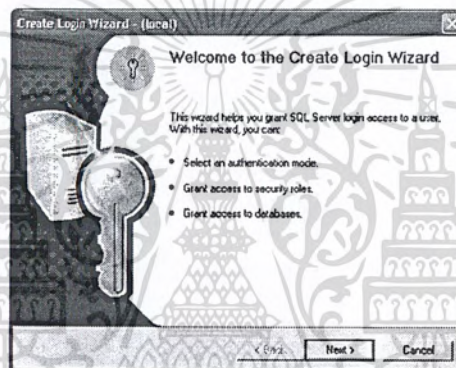 Create Login Wizard - (local)
Welcome to the Create Login Wizard
This wizard helps you grant SQL Server login access to a user.
With this wizard, you can:
• Select an authentication mode.
• Grant access to security roles.
• Grant access to databases.
< Back
Next >
Cancel